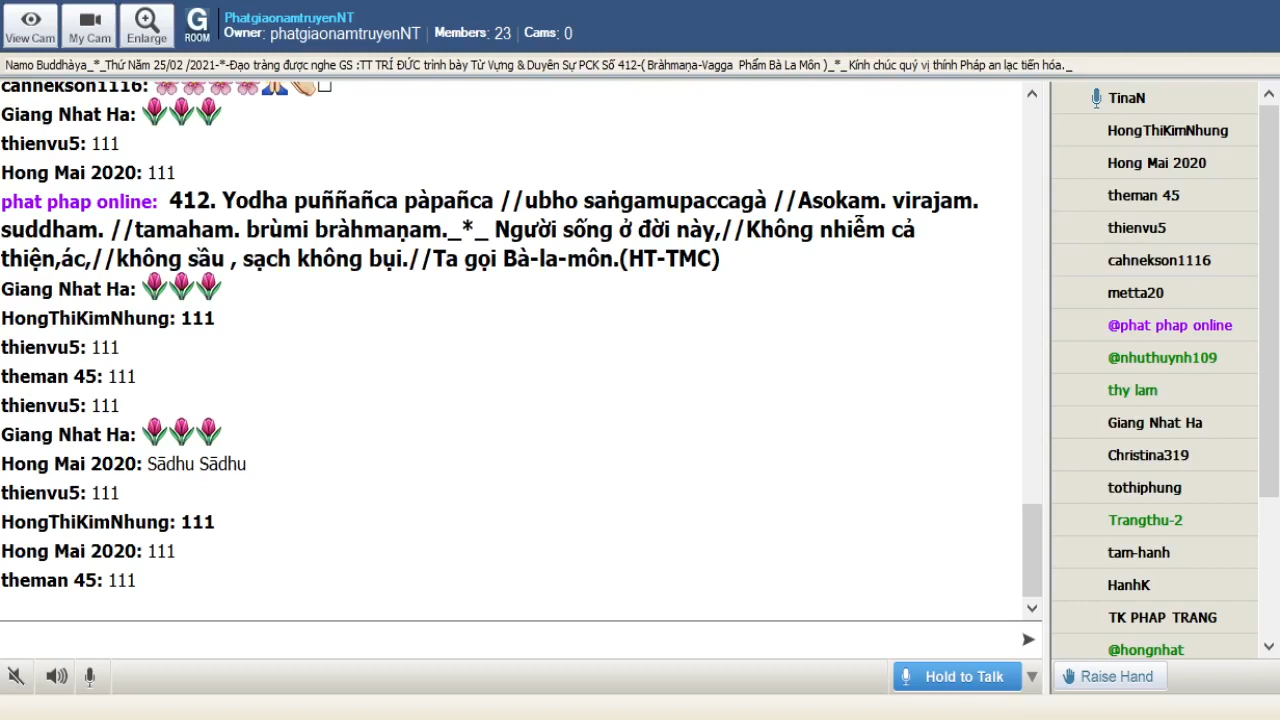 View Cam
My Cam
Enlarge
G
ROOM
PhatgiaonamtruyenNT
Owner: phatgiaonamtruyenNT | Members: 23 | Cams: 0
Namo Buddhàya_*_Thứ Năm 25/02 /2021-*-Đạo tràng được nghe GS :TT TRÍ ĐỨC trình bày Từ Vựng & Duyên Sự PCK Số 412-( Bràhmaṇa-Vagga Phẩm Bà La Môn )_*_ Kính chúc quý vị thính Pháp an lạc tiến hóa._
cahnekson1116:
Giang Nhat Ha:
thienvu5: 111
Hong Mai 2020: 111
phat phap online: 412. Yodha puññañca pàpañca //ubho saṅgamupaccagà //Asokam. virajam.
suddham. //tamaham. brùmi bràhmaṇam._*_ Người sống ở đời này,//Không nhiễm cả
thiện,ác,//không sầu , sạch không bụi.//Ta gọi Bà-la-môn.(HT-TMC)
Giang Nhat Ha:
HongThiKimNhung: 111
thienvu5: 111
theman 45: 111
thienvu5: 111
Giang Nhat Ha:
Hong Mai 2020: Sādhu Sādhu
thienvu5: 111
HongThiKimNhung: 111
Hong Mai 2020: 111
theman 45: 111
TinaN
HongThiKimNhung
Hong Mai 2020
theman 45
thienvu5
cahnekson1116
metta20
@phat phap online
@nhuthuynh109
thy lam
Giang Nhat Ha
Christina319
tothiphung
Trangthu-2
tam-hanh
HanhK
TK PHAP TRANG
@hongnhat
Hold to Talk
Raise Hand